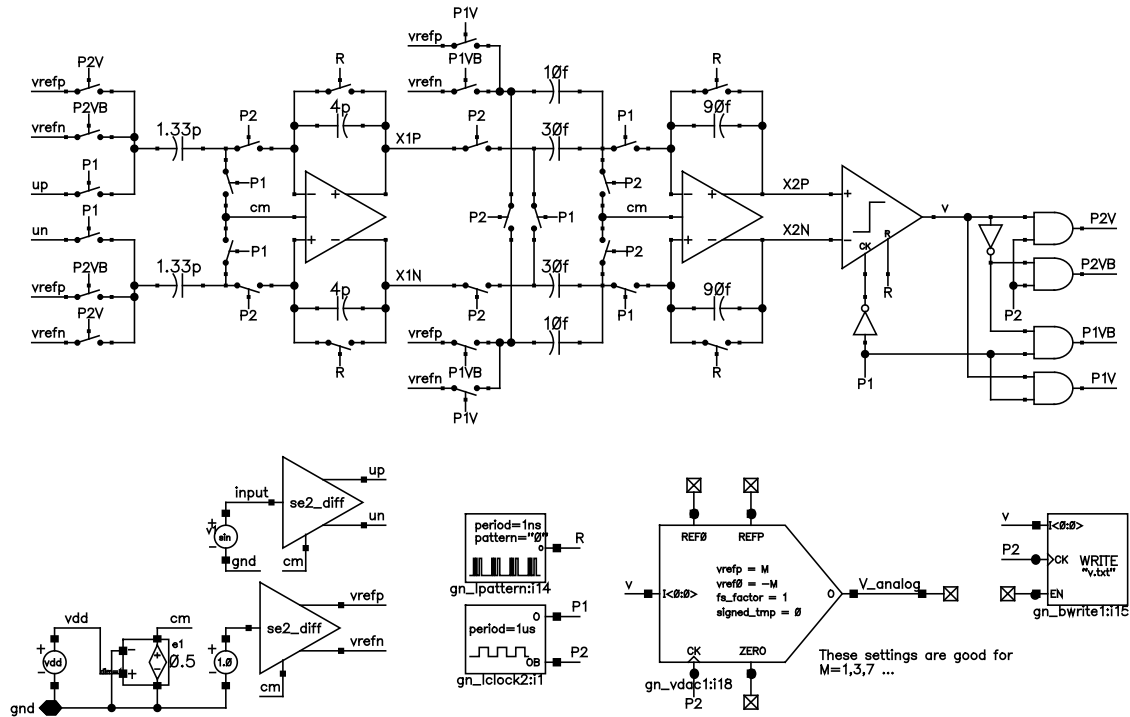 P1V
vrefp
P2V
P1VB
R
R
vrefp
vrefn
10f
P2VB
4p
90f
vrefn
1.33p
P2
P2
30f
P1
X1P
P1
P1
P2
up
cm
P2
P1
cm
X2P
v
P2V
P1
un
X2N
CK
R
P1
P2
P2VB
P2VB
1.33p
X1N
30f
R
vrefp
4p
90f
P2
P2V
P2
vrefp
P2
10f
P1
P1VB
vrefn
R
P1VB
R
P1
vrefn
P1V
P1V
up
input
se2_diff
un
sin
gnd
cm
period=1ns
pattern="0"
R
gn_lpattern:i14
REF0
REFP
vrefp = M
vref0 = -M
fs_factor = 1
signed_tmp = 0
v
I<0:0>
O
V_analog
v
I<0:0>
P2
CK
WRITE
"v.txt"
EN
gn_bwrite1:i15
vrefp
se2_diff
vrefn
vdd
cm
e1
0.5
vdd
1.0
cm
gnd
O
P1
period=1us
OB
P2
gn_lclock2:i1
CK
ZERO
gn_vdac1:i18
P2
These settings are good for
M=1,3,7 ...